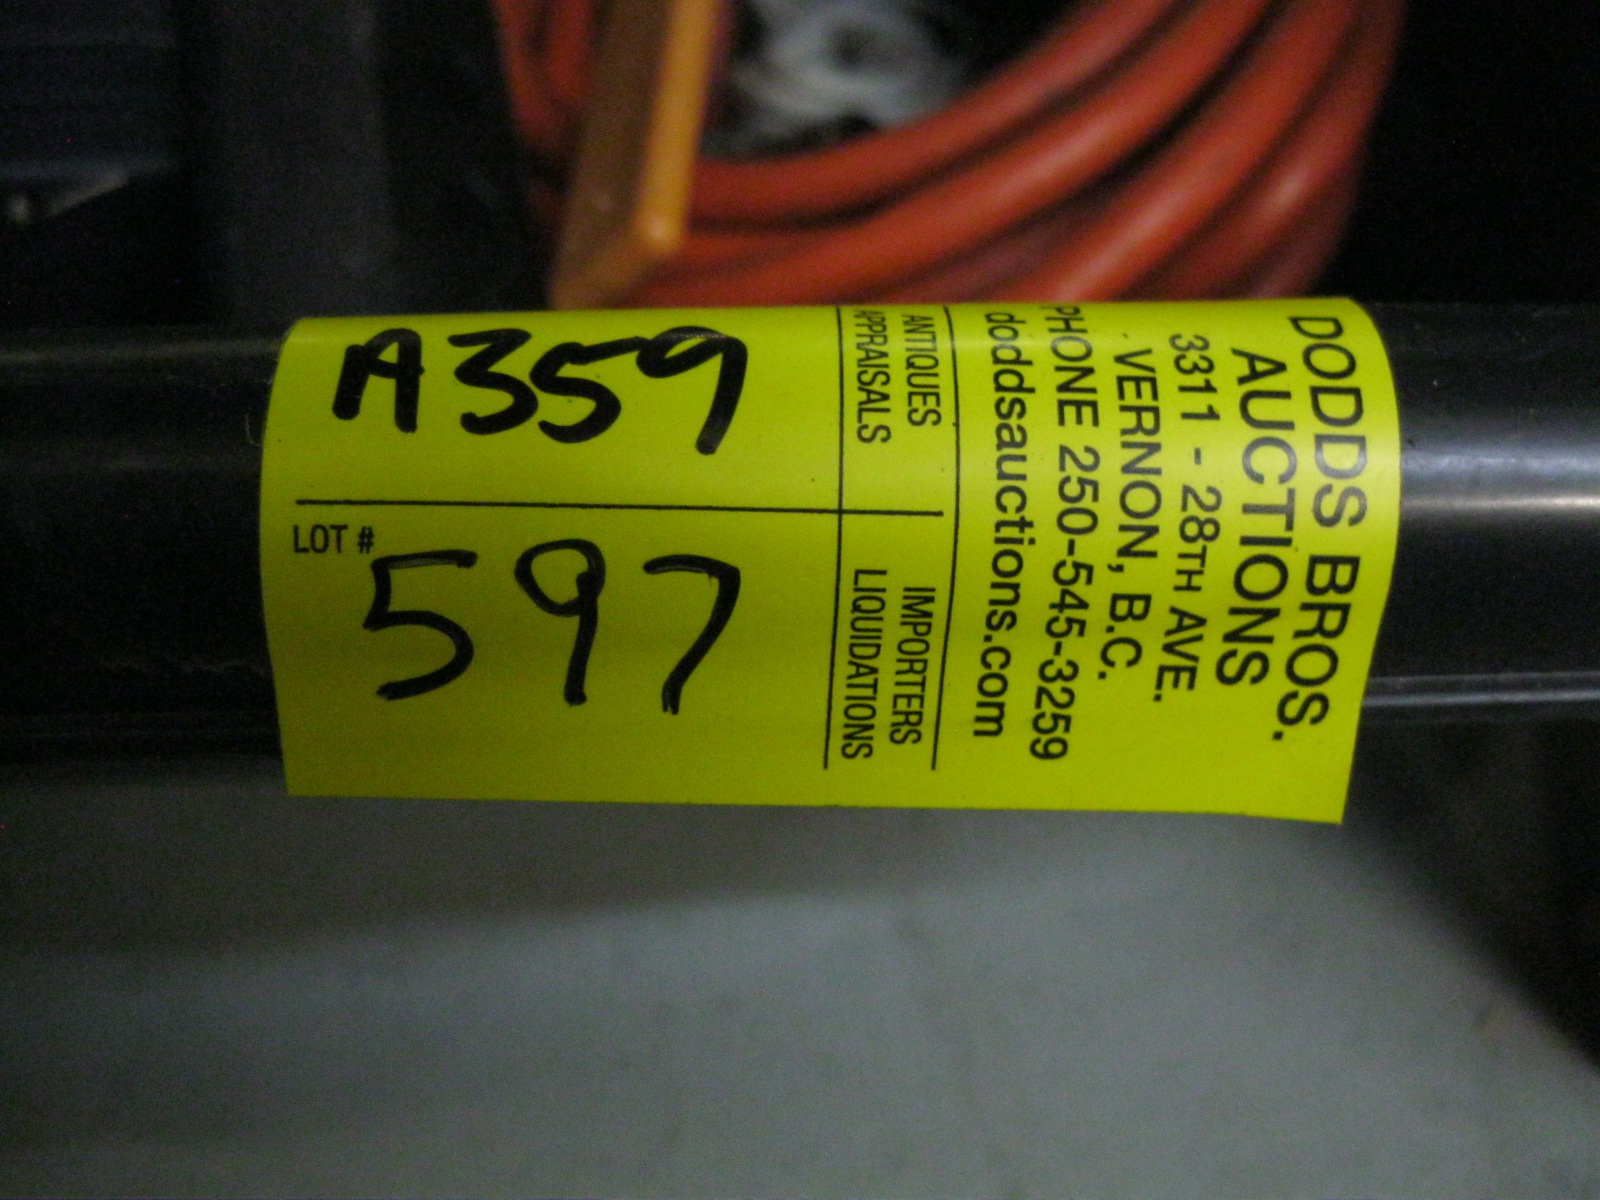 DODDS BROS.
AUCTIONS
3311 - 28TH AVE.
VERNON, B.C.
PHONE 250-545-3259
doddsauctions.com
ANTIQUES
APPRAISALS
IMPORTERS
LIQUIDATIONS
A359
LOT #
597